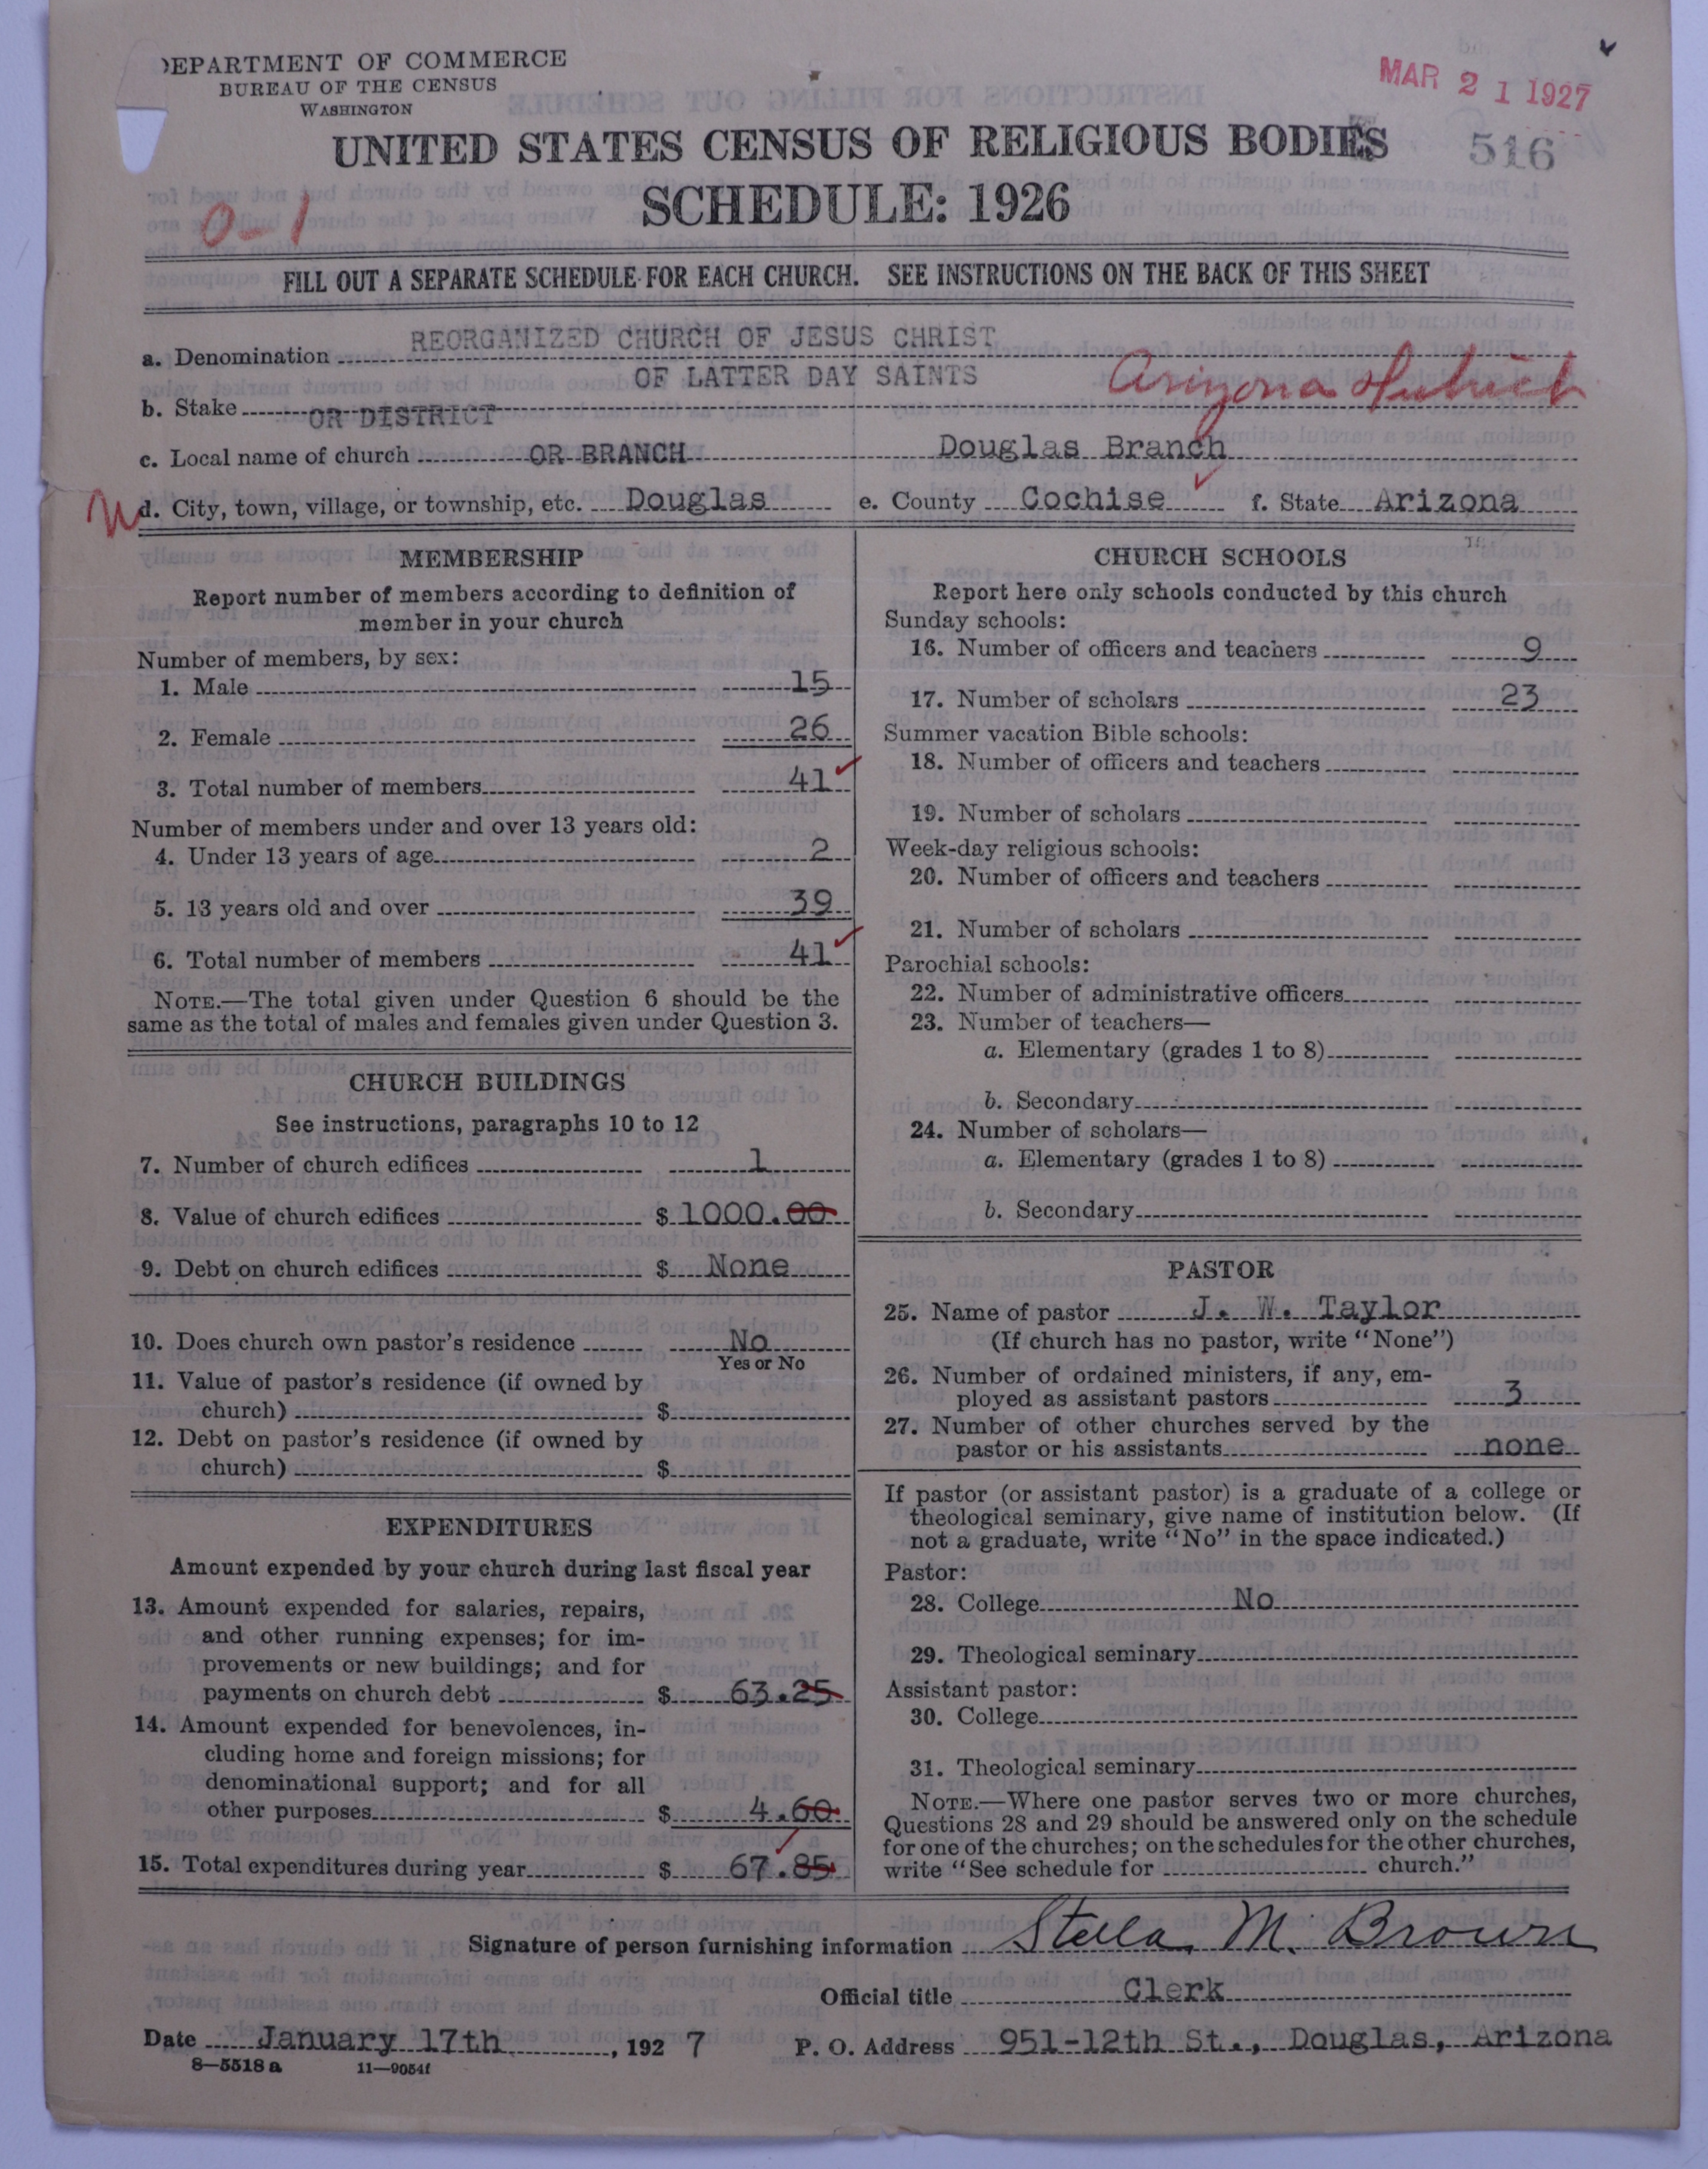 DEPARTMENT OF COMMERCE
BUREAU OF THE CENSUS
WASHINGTON
MAR 21 1927
UNITED STATES CENSUS OF RELIGIOUS BODIES
516
SCHEDULE: 1926
0-1
FILL OUT A SEPARATE SCHEDULE FOR EACH CHURCH. SEE INSTRUCTIONS ON THE BACK OF THIS SHEET
a. Denomination REORGANIZED CHURCH OF JESUS CHRIST
OF LATTER DAY SAINTS
Arizona District
b. Stake OR DISTRICT
c. Local name of church OR BRANCH Douglas Branch
d. City, town, village, or township, etc. Douglas e. County Cochise f. State Arizona
MEMBERSHIP
Report number of members according to definition of
member in your church
Number of members, by sex:
1. Male 15
2. Female 26
3. Total number of members 41
Number of members under and over 13 years old:
4. Under 13 years of age 2
5. 13 years old and over 39
6. Total number of members 41
NOTE.—The total given under Question 6 should be the
same as the total of males and females given under Question 3.
CHURCH BUILDINGS
See instructions, paragraphs 10 to 12
7. Number of church edifices 1
8. Value of church edifices $ 1000.00
9. Debt on church edifices $ None
10. Does church own pastor's residence No
Yes or No
11. Value of pastor's residence (if owned by
church) $
12. Debt on pastor's residence (if owned by
church) $
EXPENDITURES
Amount expended by your church during last fiscal year
13. Amount expended for salaries, repairs,
and other running expenses; for im-
provements or new buildings; and for
payments on church debt $ 63.25
14. Amount expended for benevolences, in-
cluding home and foreign missions; for
denominational support; and for all
other purposes $ 4.60
15. Total expenditures during year $ 67.85
CHURCH SCHOOLS
Report here only schools conducted by this church
Sunday schools:
16. Number of officers and teachers 9
17. Number of scholars 23
Summer vacation Bible schools:
18. Number of officers and teachers
19. Number of scholars
Week-day religious schools:
20. Number of officers and teachers
21. Number of scholars
Parochial schools:
22. Number of administrative officers
23. Number of teachers—
a. Elementary (grades 1 to 8)
b. Secondary
24. Number of scholars—
a. Elementary (grades 1 to 8)
b. Secondary
PASTOR
25. Name of pastor J. W. Taylor
(If church has no pastor, write "None")
26. Number of ordained ministers, if any, em-
ployed as assistant pastors 3
27. Number of other churches served by the
pastor or his assistants none
If pastor (or assistant pastor) is a graduate of a college or
theological seminary, give name of institution below. (If
not a graduate, write "No" in the space indicated.)
Pastor:
28. College No
29. Theological seminary
Assistant pastor:
30. College
31. Theological seminary
NOTE.—Where one pastor serves two or more churches,
Questions 28 and 29 should be answered only on the schedule
for one of the churches; on the schedules for the other churches,
write "See schedule for church."
Signature of person furnishing information Stella M. Brown
Official title Clerk
Date January 17th, 1927 P. O. Address 951-12th St., Douglas, Arizona
8—5518a 11—9054f